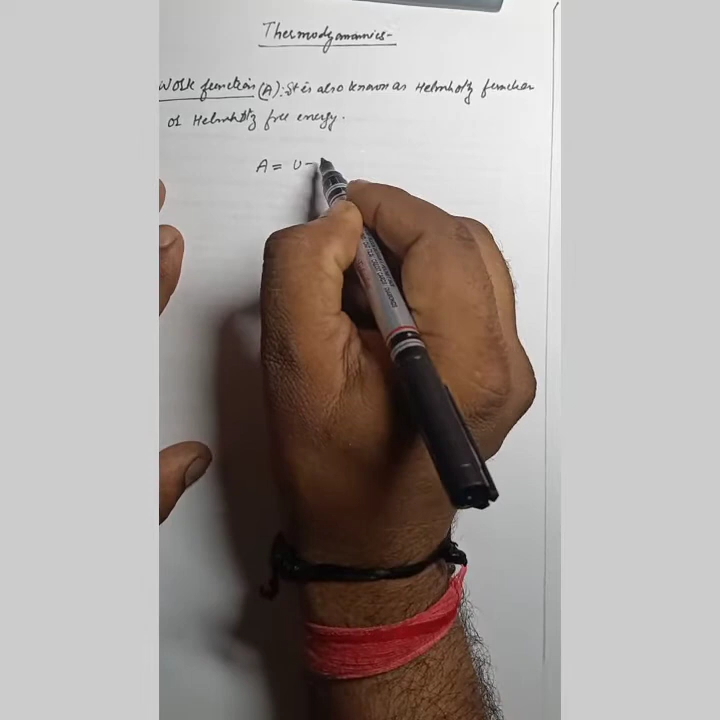 Thermodynamics-
Work function (A): It is also known as Helmholtz function
or Helmholtz free energy.
A = U-